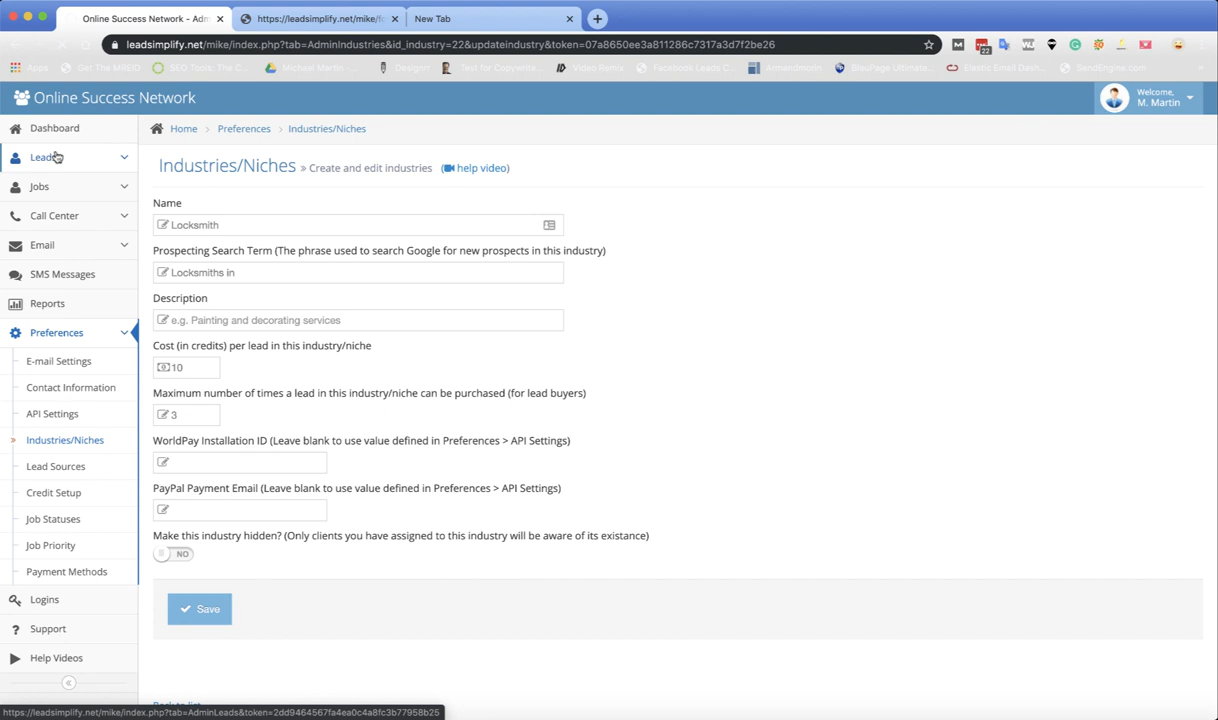 Online Success Network - Adm
https://leadsimplify.net/mike/fe
New Tab
leadsimplify.net/mike/index.php?tab=AdminIndustries&id_industry=22&updateindustry&token=07a8650ee3a811286c7317a3d7f2be26
22
Apps
Get The MREID
SEO Tools: The C...
Michael Martin...
Designrr
Test for Copywrite...
Video Remix
Facebook Leads C...
Armandmorin
BleuPage Ultimate...
Elastic Email Dash...
SendEngine.com
Online Success Network
Welcome,
M. Martin
Dashboard
Leads
Jobs
Call Center
Email
SMS Messages
Reports
Preferences
E-mail Settings
Contact Information
API Settings
Industries/Niches
Lead Sources
Credit Setup
Job Statuses
Job Priority
Payment Methods
Logins
Support
Help Videos
Home > Preferences > Industries/Niches
Industries/Niches » Create and edit industries (help video)
Name
Locksmith
Prospecting Search Term (The phrase used to search Google for new prospects in this industry)
Locksmiths in
Description
e.g. Painting and decorating services
Cost (in credits) per lead in this industry/niche
10
Maximum number of times a lead in this industry/niche can be purchased (for lead buyers)
3
WorldPay Installation ID (Leave blank to use value defined in Preferences > API Settings)
PayPal Payment Email (Leave blank to use value defined in Preferences > API Settings)
Make this industry hidden? (Only clients you have assigned to this industry will be aware of its existance)
NO
Save
Back to list
https://leadsimplify.net/mike/index.php?tab=AdminLeads&token=2dd9464567fa4ea0c4a8fc3b77958b25